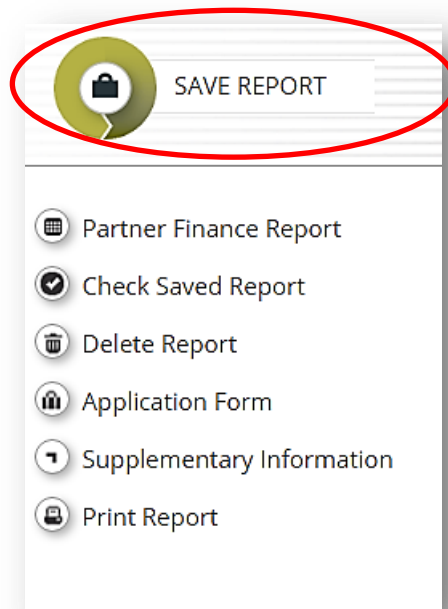 SAVE REPORT
Partner Finance Report
Check Saved Report
Delete Report
Application Form
Supplementary Information
Print Report